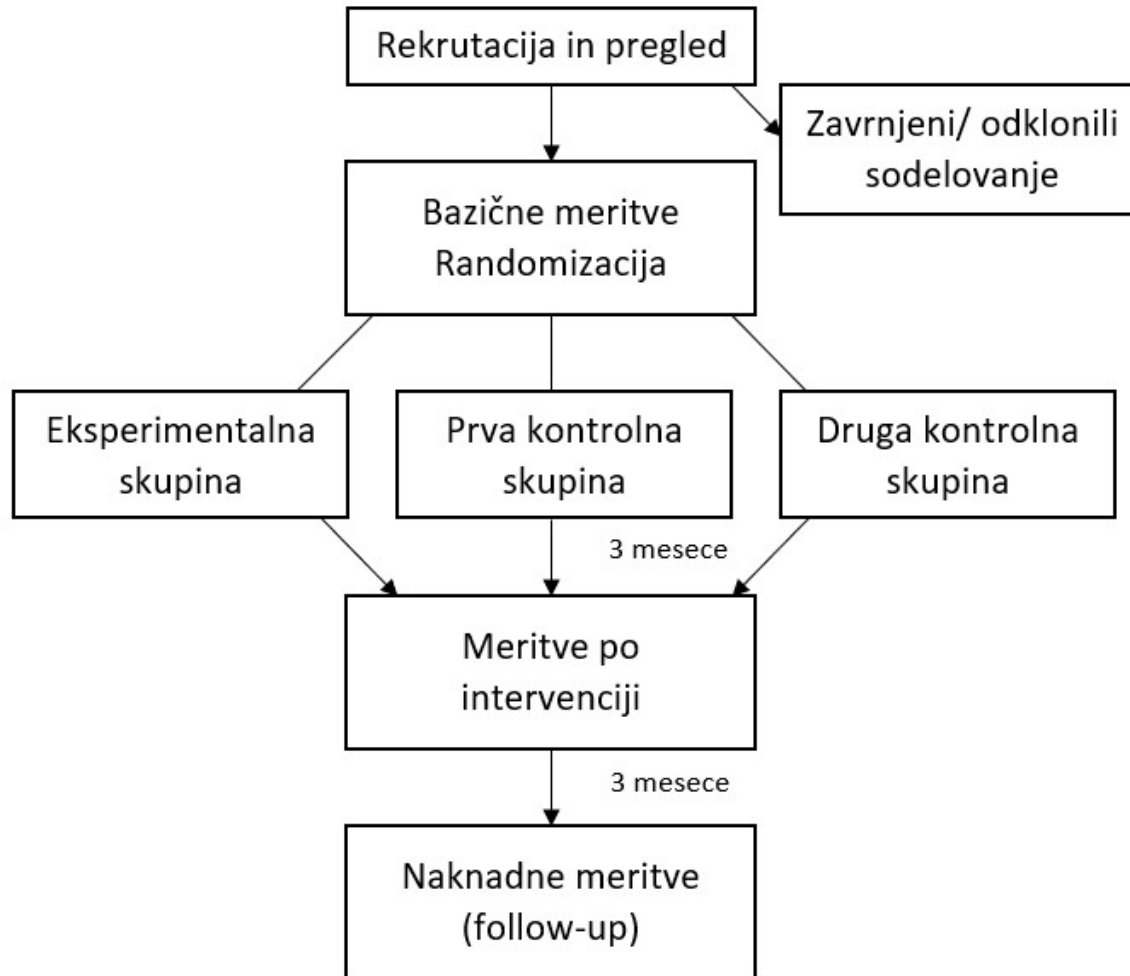 Rekrutacija in pregled
Zavrnjeni/ odklonili
sodelovanje
Bazične meritve
Randomizacija
Eksperimentalna
skupina
Prva kontrolna
skupina
Druga kontrolna
skupina
3 mesece
Meritve po
intervenciji
3 mesece
Naknadne meritve
(follow-up)